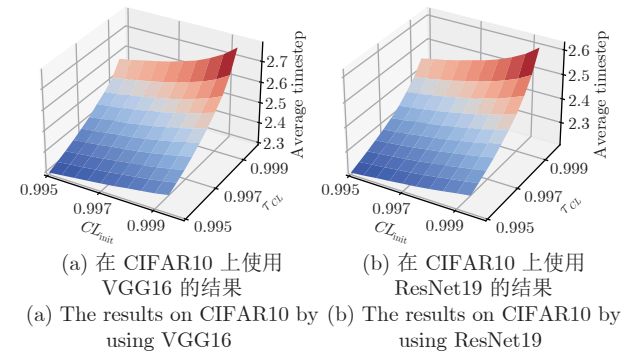 2.7
2.6
2.5
2.4
2.3
Average timestep
0.999
0.997
0.995
τCL
0.995
0.997
0.999
CLinit
2.6
2.5
2.4
2.3
Average timestep
0.999
0.997
0.995
τCL
0.995
0.997
0.999
CLinit
(a) 在 CIFAR10 上使用
VGG16 的结果
(a) The results on CIFAR10 by
using VGG16
(b) 在 CIFAR10 上使用
ResNet19 的结果
(b) The results on CIFAR10 by
using ResNet19